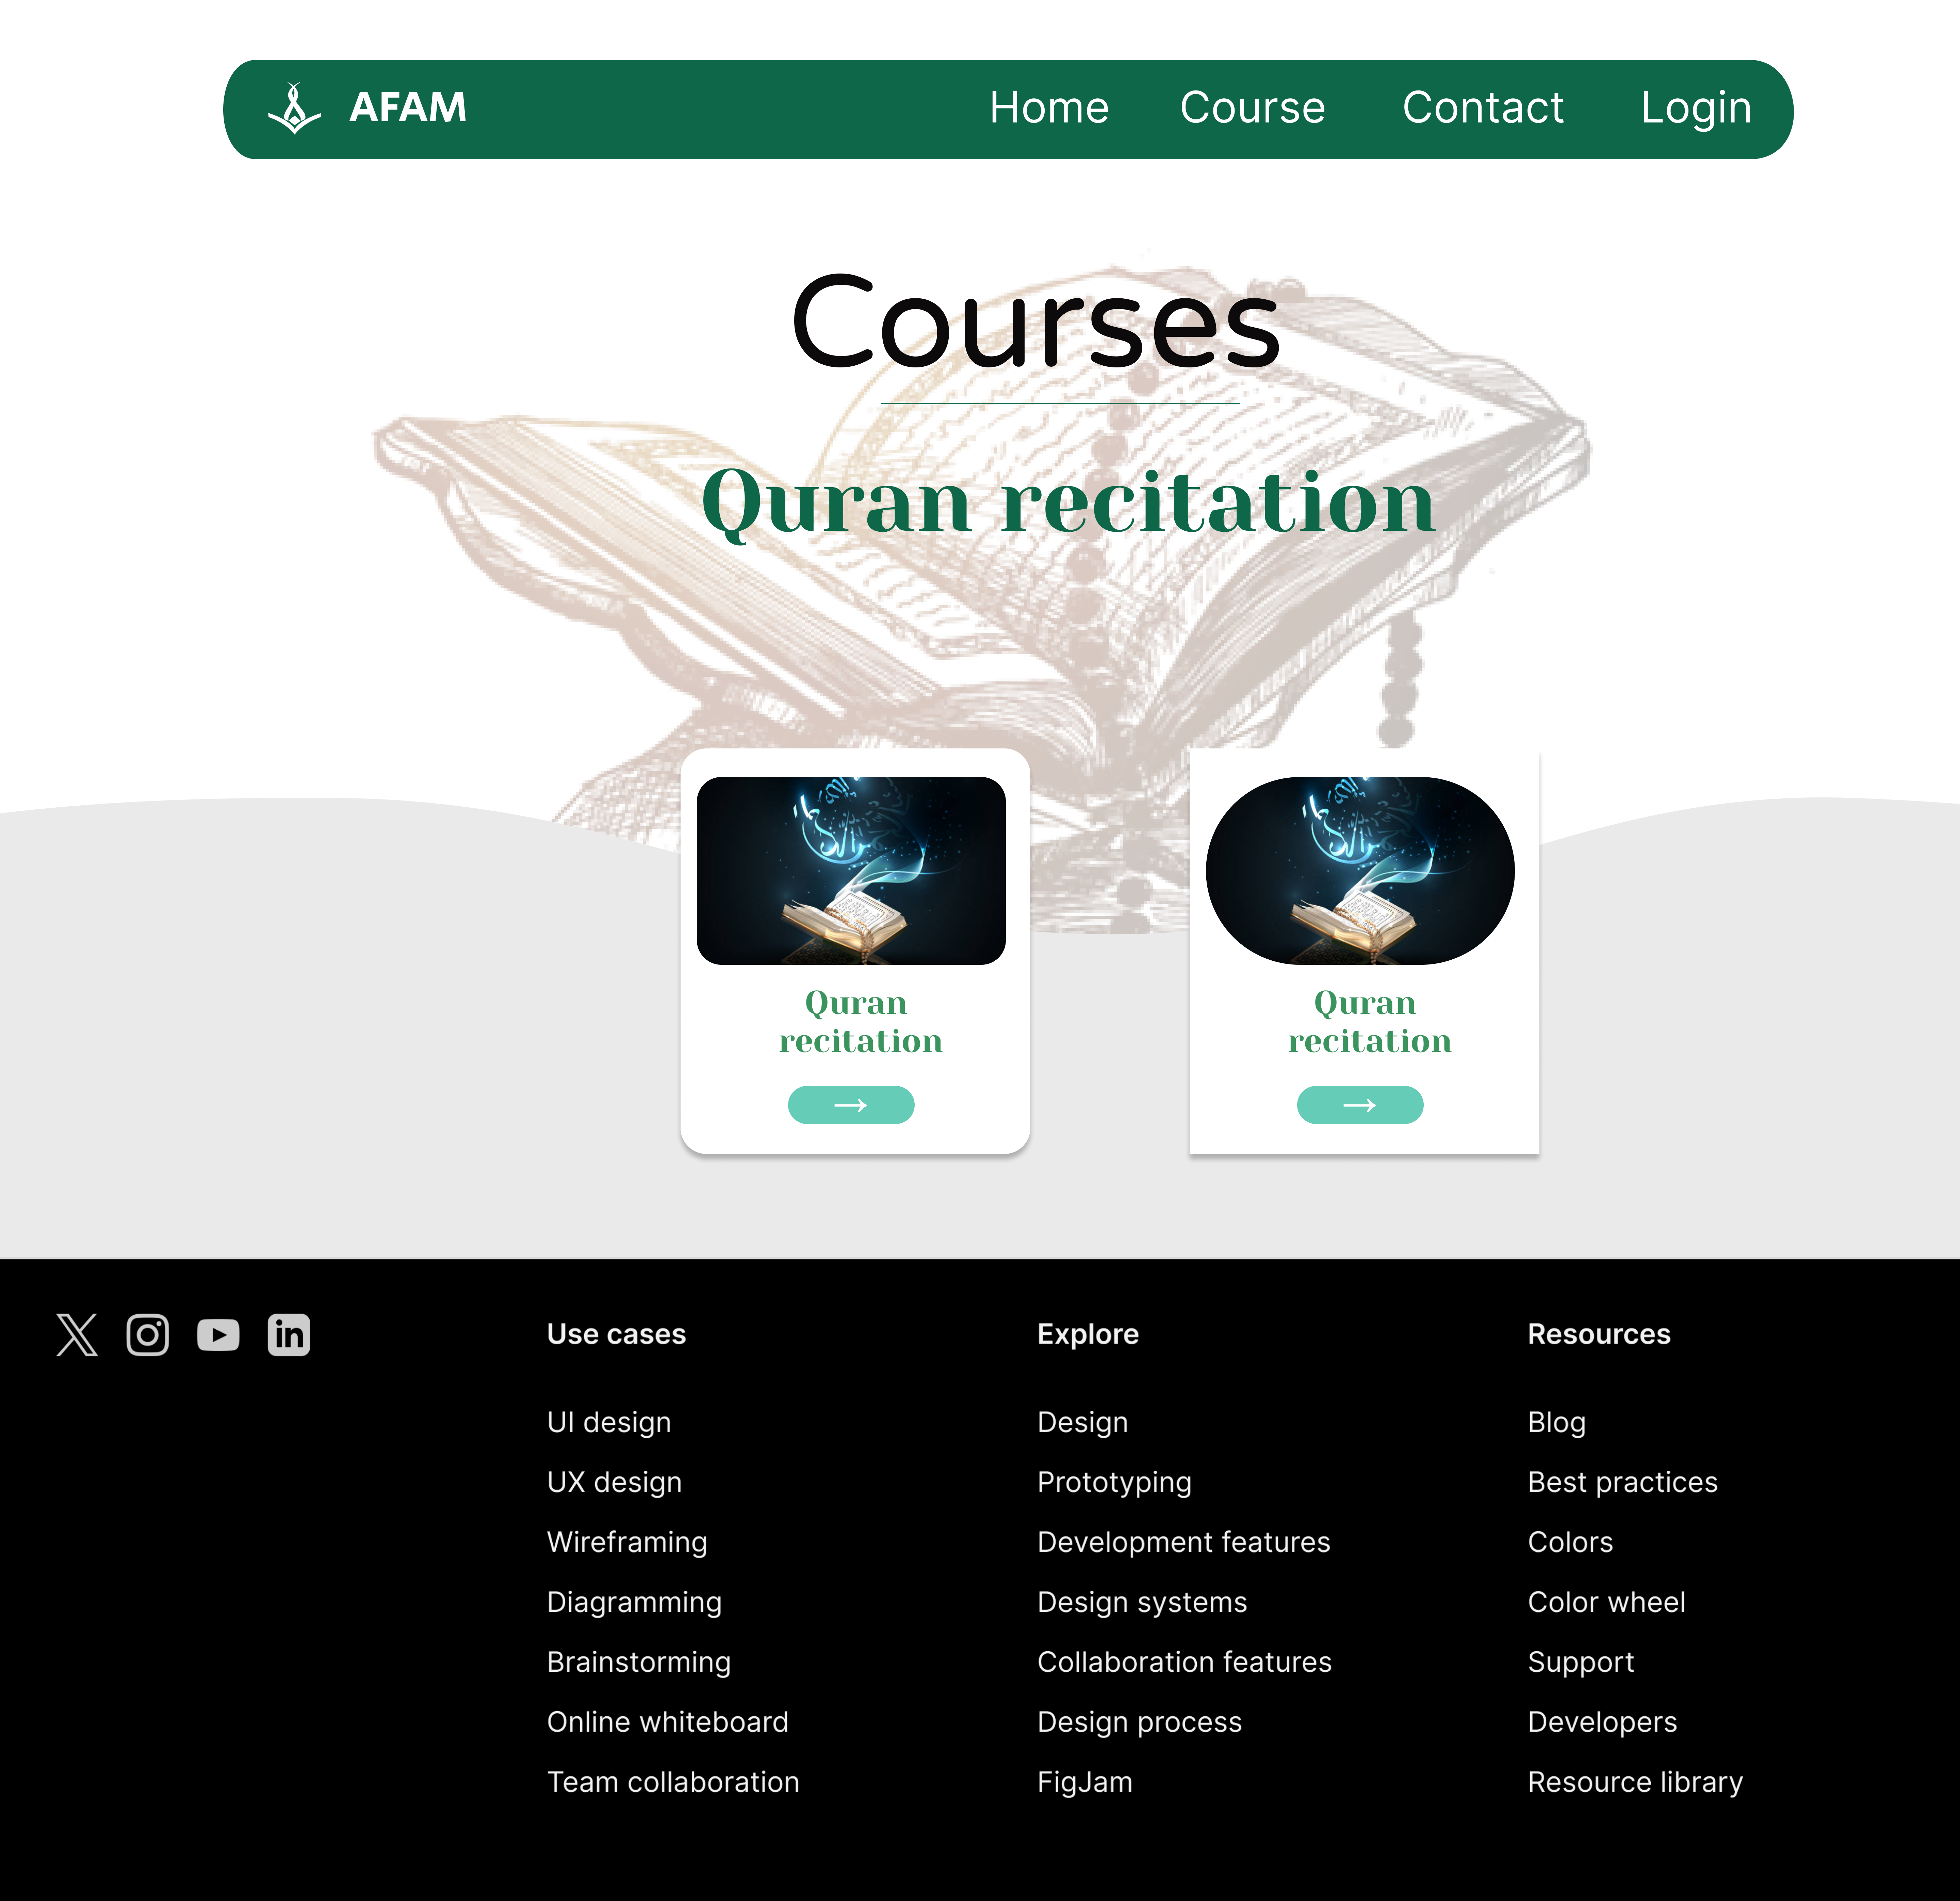 AFAM
Home Course Contact Login
Courses
Quran recitation
Quran
recitation
Quran
recitation
Use cases
UI design
UX design
Wireframing
Diagramming
Brainstorming
Online whiteboard
Team collaboration
Explore
Design
Prototyping
Development features
Design systems
Collaboration features
Design process
FigJam
Resources
Blog
Best practices
Colors
Color wheel
Support
Developers
Resource library